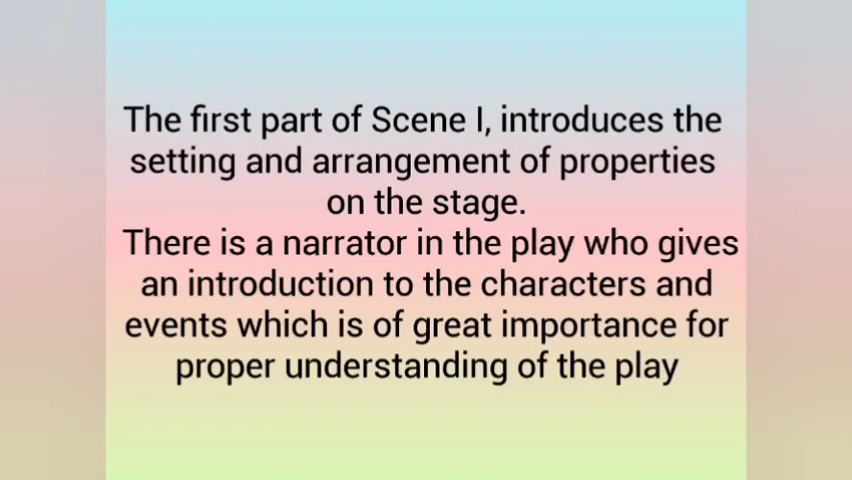 The first part of Scene I, introduces the
setting and arrangement of properties
on the stage.
There is a narrator in the play who gives
an introduction to the characters and
events which is of great importance for
proper understanding of the play